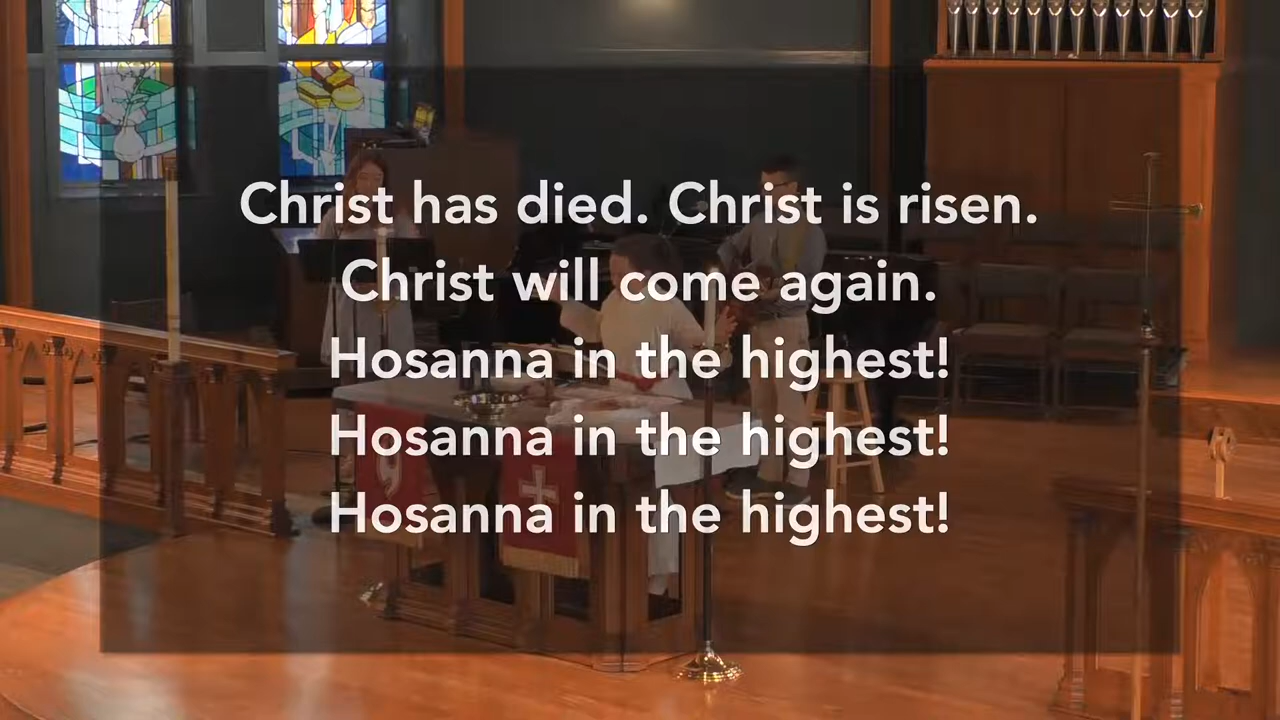 Christ has died. Christ is risen.
Christ will come again.
Hosanna in the highest!
Hosanna in the highest!
Hosanna in the highest!